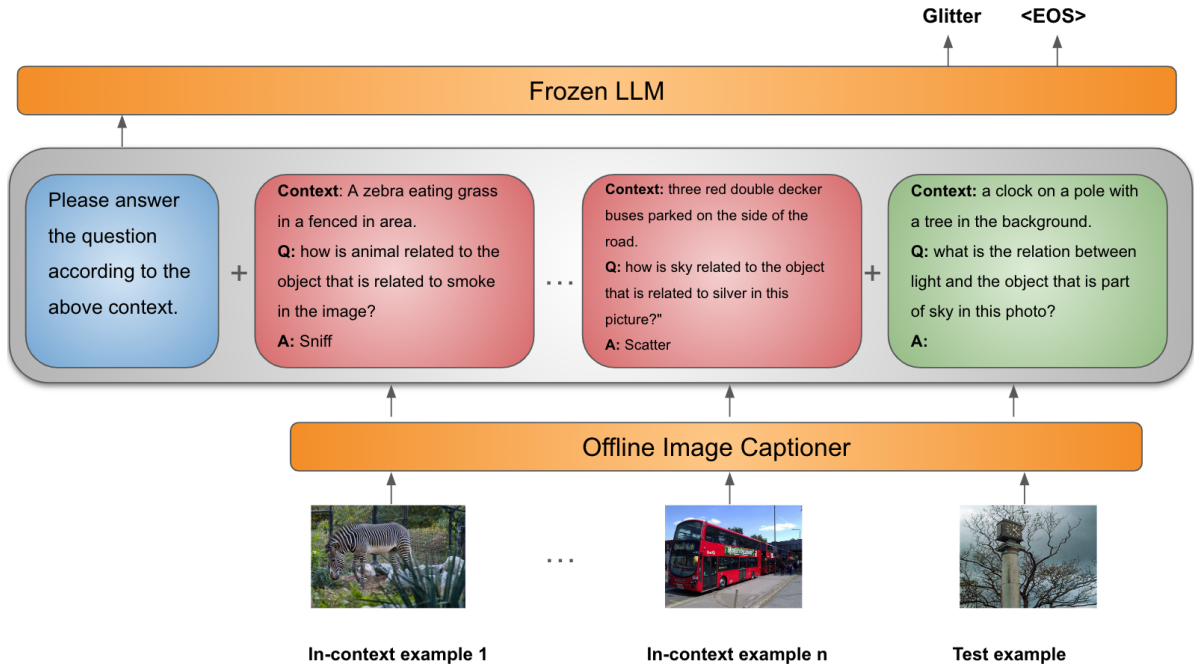 Glitter <EOS>
Frozen LLM
Please answer
the question
according to the
above context.
+
Context: A zebra eating grass
in a fenced in area.
Q: how is animal related to the
object that is related to smoke
in the image?
A: Sniff
...
Context: three red double decker
buses parked on the side of the
road.
Q: how is sky related to the object
that is related to silver in this
picture?"
A: Scatter
+
Context: a clock on a pole with
a tree in the background.
Q: what is the relation between
light and the object that is part
of sky in this photo?
A:
Offline Image Captioner
...
In-context example 1
In-context example n
Test example